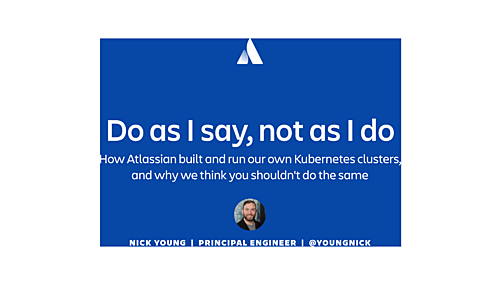 Do as I say, not as I do
How Atlassian built and run our own Kubernetes clusters,
and why we think you shouldn't do the same
NICK YOUNG | PRINCIPAL ENGINEER | @YOUNGNICK